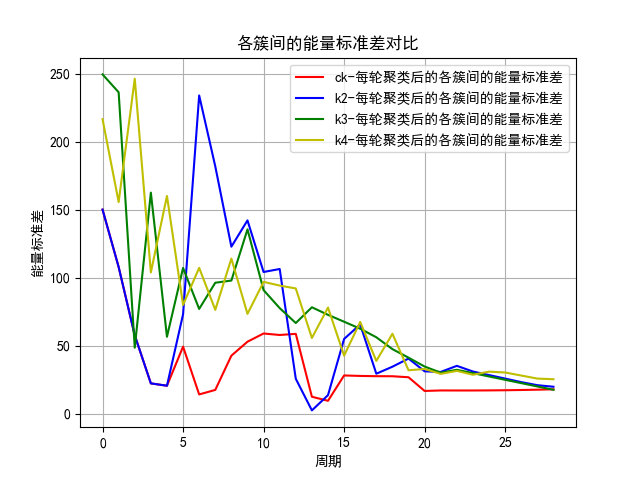 各簇间的能量标准差对比
ck-每轮聚类后的各簇间的能量标准差
k2-每轮聚类后的各簇间的能量标准差
k3-每轮聚类后的各簇间的能量标准差
k4-每轮聚类后的各簇间的能量标准差
能量标准差
250
200
150
100
50
0
0 5 10 15 20 25
周期